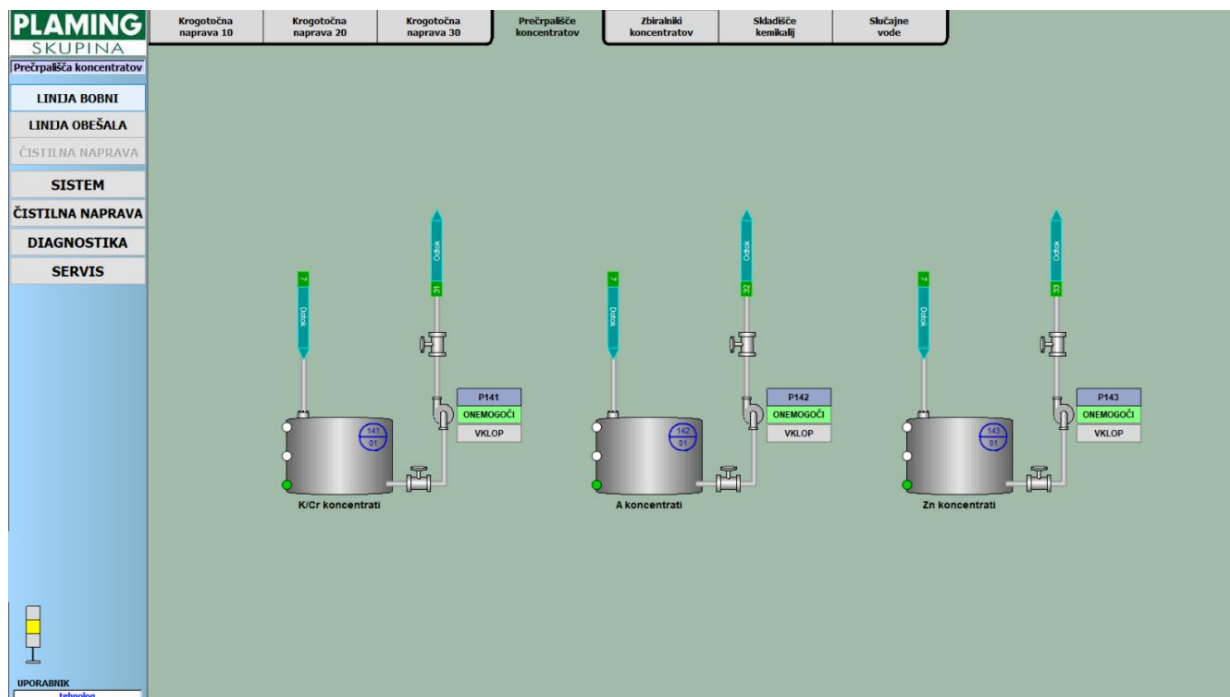 PLAMING
SKUPINA
Prečrpališča koncentratov
LINIJA BOBNI
LINIJA OBEŠALA
ČISTILNA NAPRAVA
SISTEM
ČISTILNA NAPRAVA
DIAGNOSTIKA
SERVIS
UPORABNIK
tehnolog
Krogotočna
naprava 10
Krogotočna
naprava 20
Krogotočna
naprava 30
Prečrpališče
koncentratov
Zbiralniki
koncentratov
Skladišče
kemikalij
Slučajne
vode
7
Dotok
Odtok
31
P141
ONEMOGOČI
VKLOP
141
01
K/Cr koncentrati
7
Dotok
Odtok
32
P142
ONEMOGOČI
VKLOP
142
01
A koncentrati
7
Dotok
Odtok
33
P143
ONEMOGOČI
VKLOP
143
01
Zn koncentrati